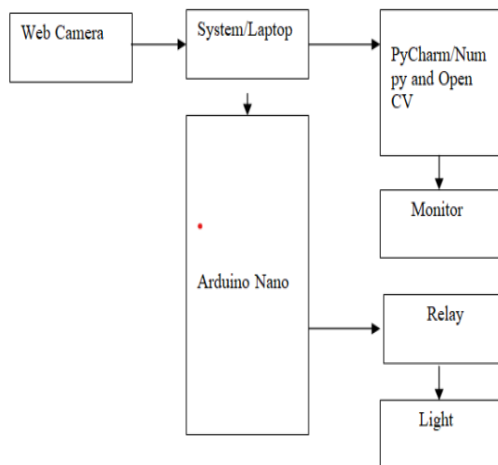 Web Camera
System/Laptop
PyCharm/Num
py and Open
CV
Monitor
Arduino Nano
Relay
Light